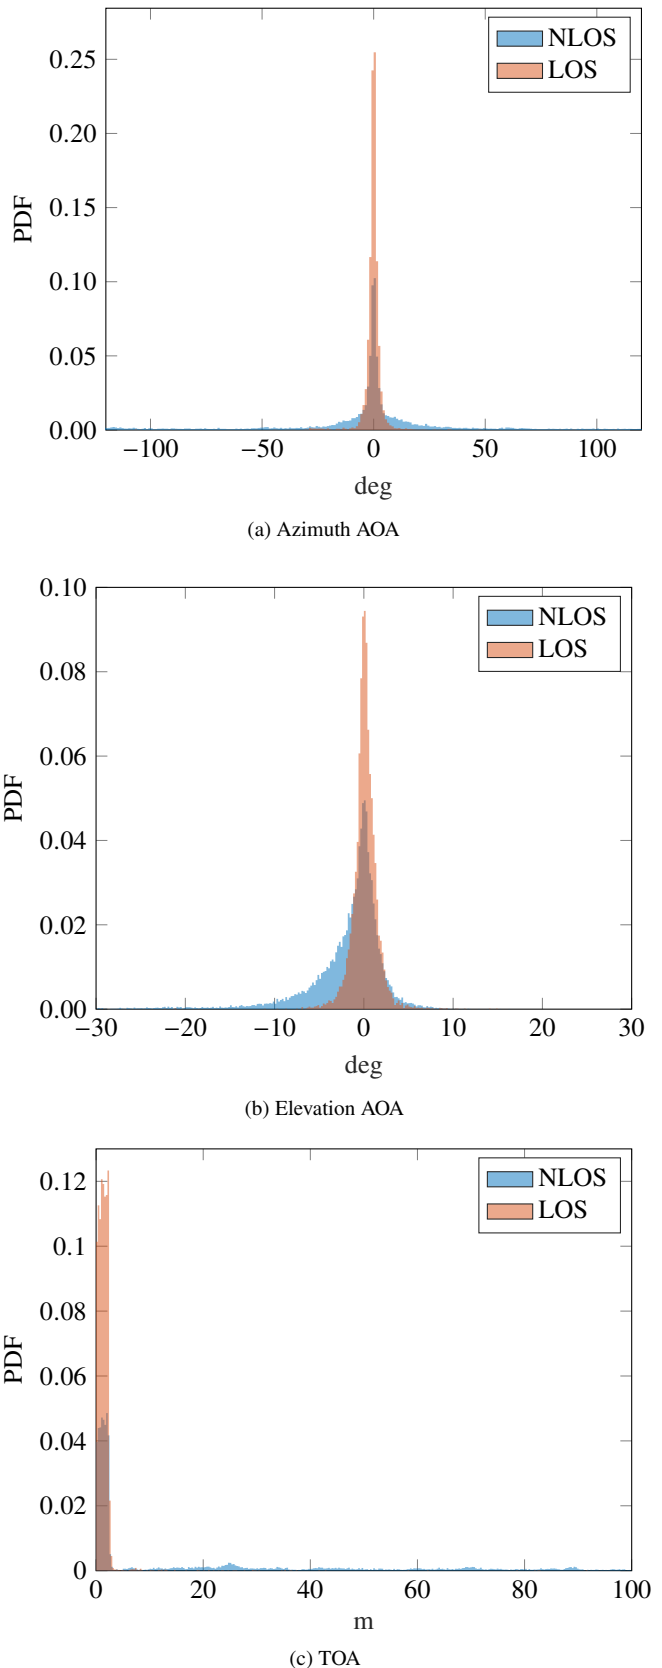 NLOS
LOS
0.25
0.20
0.15
0.10
0.05
0.00
PDF
−100 −50 0 50 100
deg
(a) Azimuth AOA
0.10
NLOS
LOS
0.08
0.06
0.04
0.02
0.00
PDF
−30 −20 −10 0 10 20 30
deg
(b) Elevation AOA
NLOS
LOS
0.12
0.1
0.08
0.06
0.04
0.02
0
PDF
0 20 40 60 80 100
m
(c) TOA